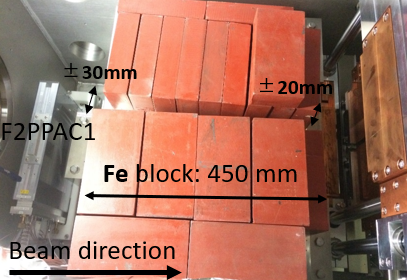 ±30mm
±20mm
F2PPAC1
Fe block: 450 mm
Beam direction